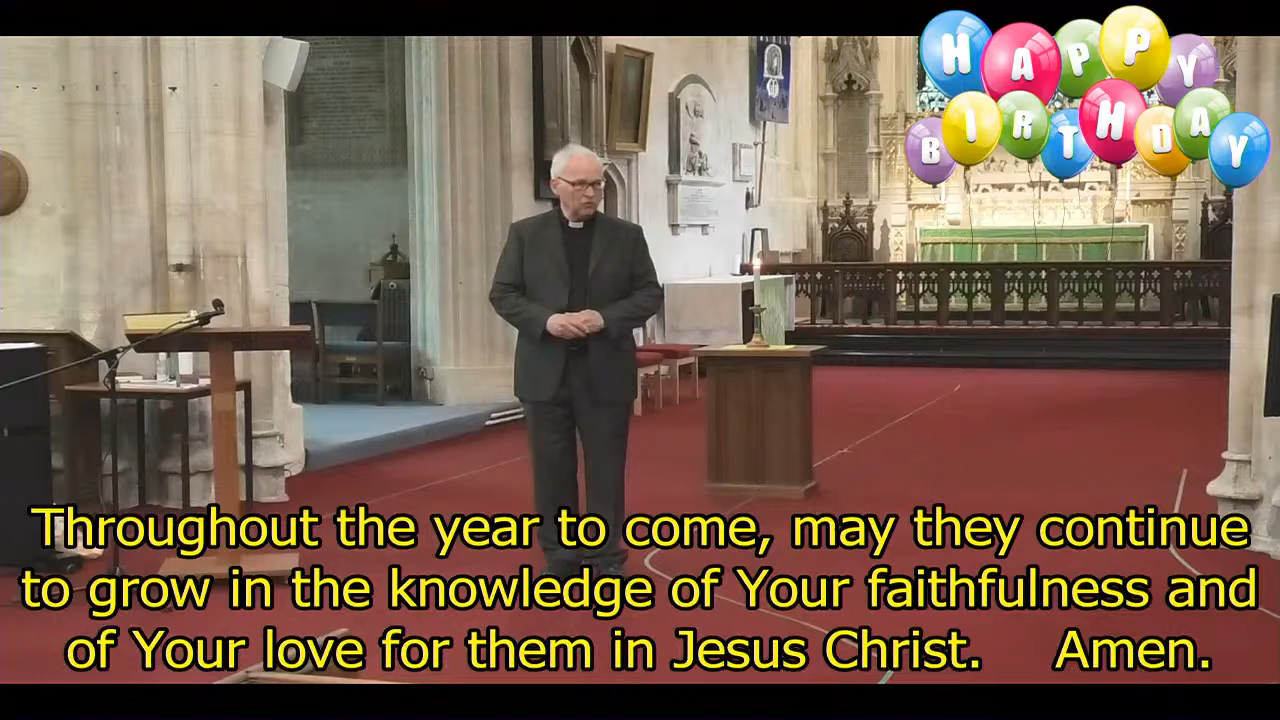 HAPPY
BIRTHDAY
Throughout the year to come, may they continue
to grow in the knowledge of Your faithfulness and
of Your love for them in Jesus Christ. Amen.